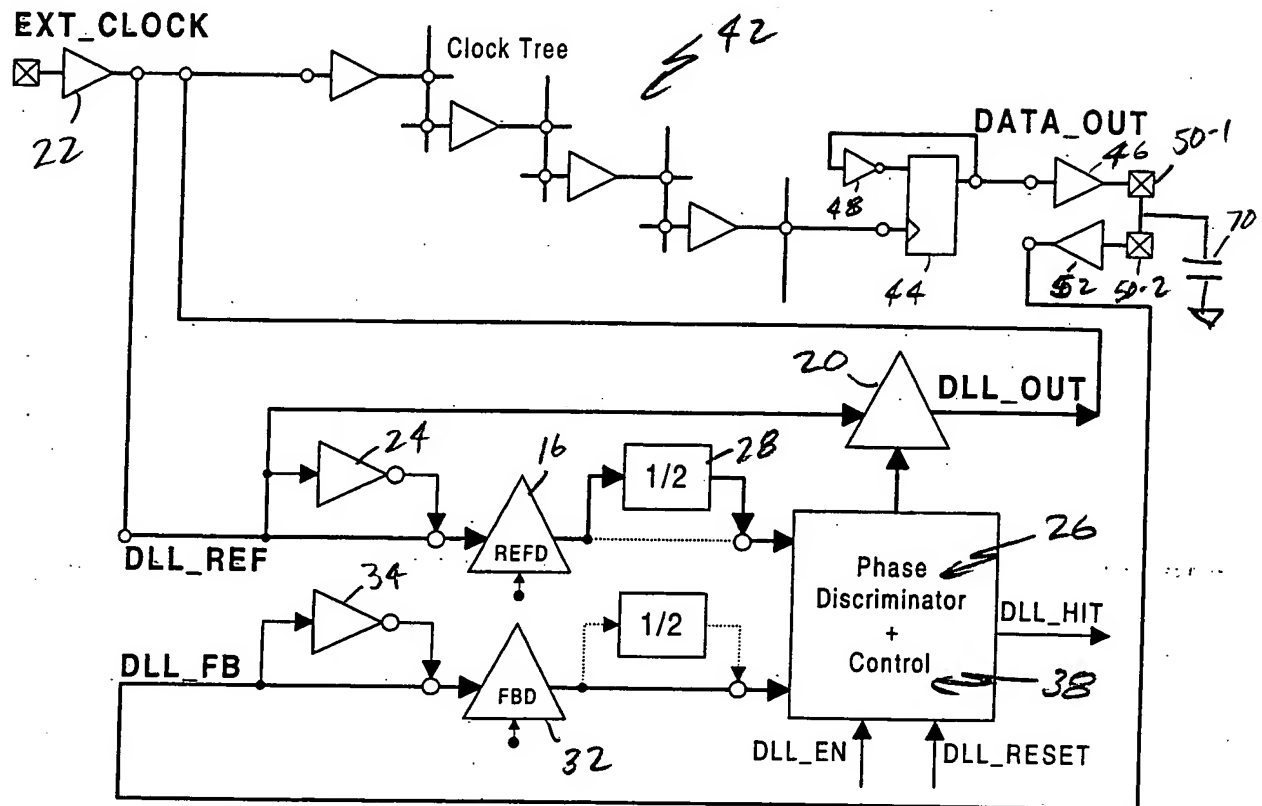 EXT_CLOCK
22
Clock Tree
42
DATA_OUT
48
44
46
50-1
52
50-2
70
20
DLL_OUT
24
16
28
1/2
REFD
DLL_REF
26
Phase
Discriminator
+
Control
38
DLL_HIT
34
1/2
DLL_FB
FBD
32
DLL_EN
DLL_RESET